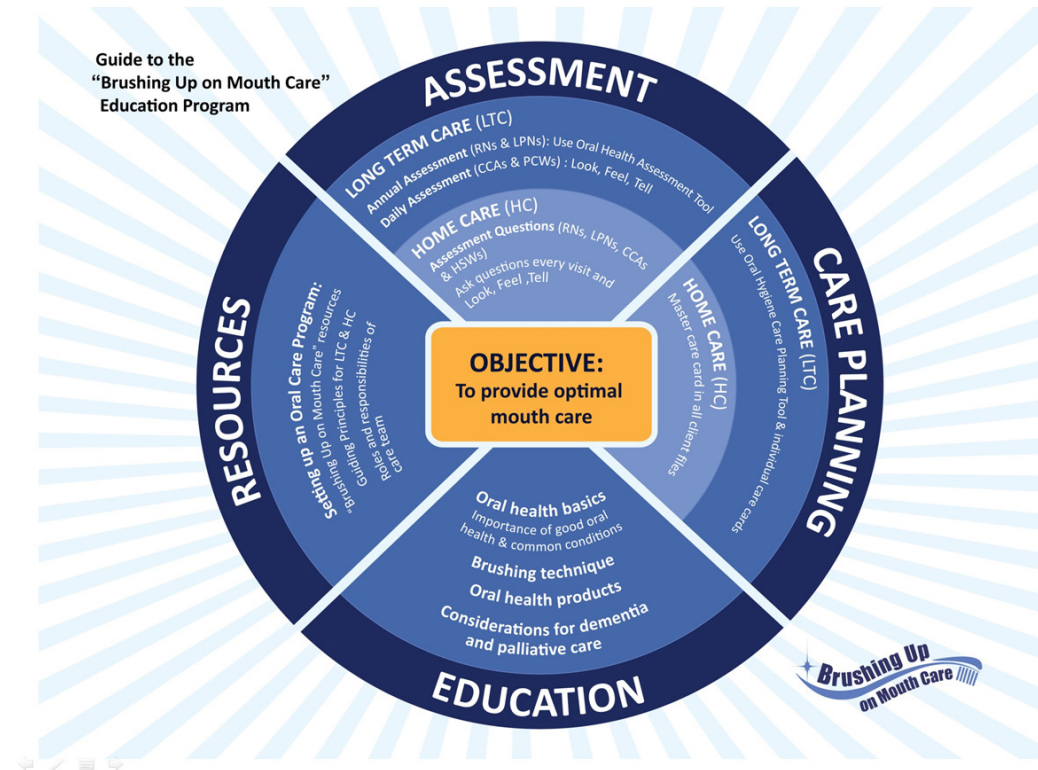 Guide to the
“Brushing Up on Mouth Care”
Education Program
ASSESSMENT
LONG TERM CARE (LTC)
Annual Assessment (RNs & LPNs): Use Oral Health Assessment Tool
Daily Assessment (CCAs & PCWs) : Look, Feel, Tell
HOME CARE (HC)
Assessment Questions (RNs, LPNs, CCAs
& HSWs)
Ask questions every visit and
Look, Feel ,Tell
CARE PLANNING
LONG TERM CARE (LTC)
Use Oral Hygiene Care Planning Tool & Individual care cards
HOME CARE (HC)
Master care card in all client files
OBJECTIVE:
To provide optimal
mouth care
RESOURCES
Setting up an Oral Care Program:
“Brushing Up on Mouth Care” resources
Guiding Principles for LTC & HC
Roles and responsibilities of
care team
Oral health basics
Importance of good oral
health & common conditions
Brushing technique
Oral health products
Considerations for dementia
and palliative care
EDUCATION
Brushing Up
on Mouth Care